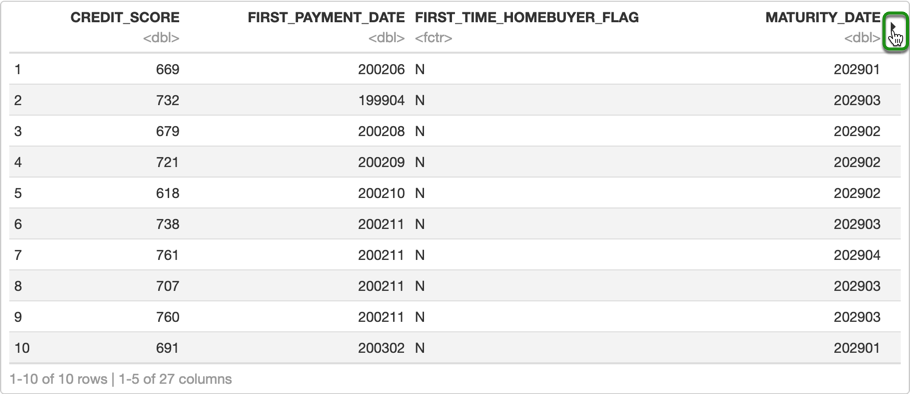 CREDIT_SCORE FIRST_PAYMENT_DATE FIRST_TIME_HOMEBUYER_FLAG MATURITY_DATE
<dbl> <dbl> <fctr> <dbl>
1 669 200206 N 202901
2 732 199904 N 202903
3 679 200208 N 202902
4 721 200209 N 202902
5 618 200210 N 202902
6 738 200211 N 202903
7 761 200211 N 202904
8 707 200211 N 202903
9 760 200211 N 202903
10 691 200302 N 202901
1-10 of 10 rows | 1-5 of 27 columns